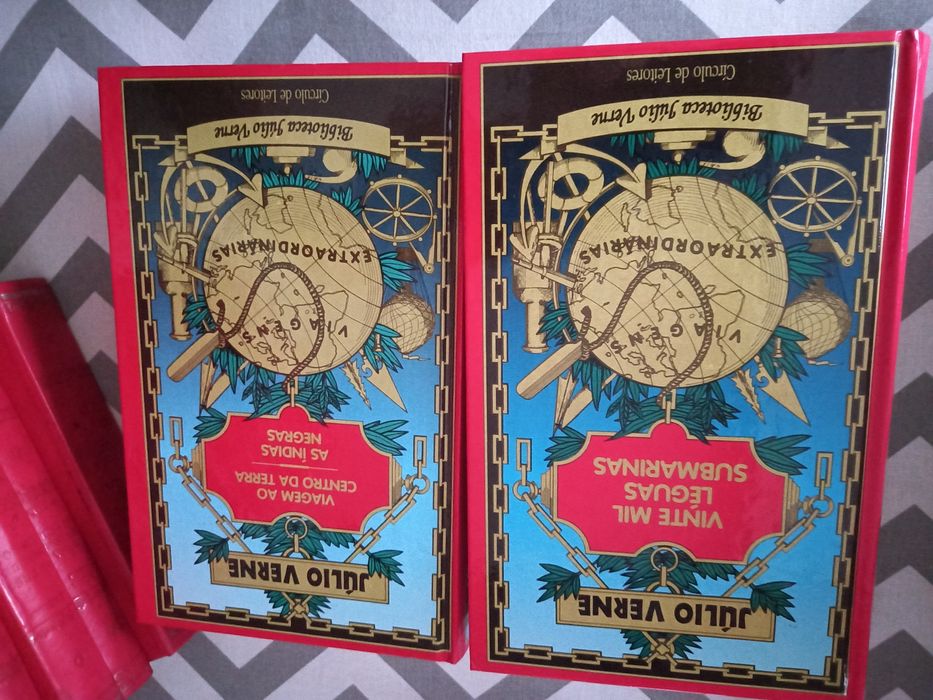 JÚLIO VERNE
VINTE MIL
LÉGUAS
SUBMARINAS
VIAGENS
EXTRAORDINÁRIAS
Biblioteca Júlio Verne
Círculo de Leitores
JÚLIO VERNE
VIAGEM AO
CENTRO DA TERRA
AS ÍNDIAS
NEGRAS
VIAGENS
EXTRAORDINÁRIAS
Biblioteca Júlio Verne
Círculo de Leitores